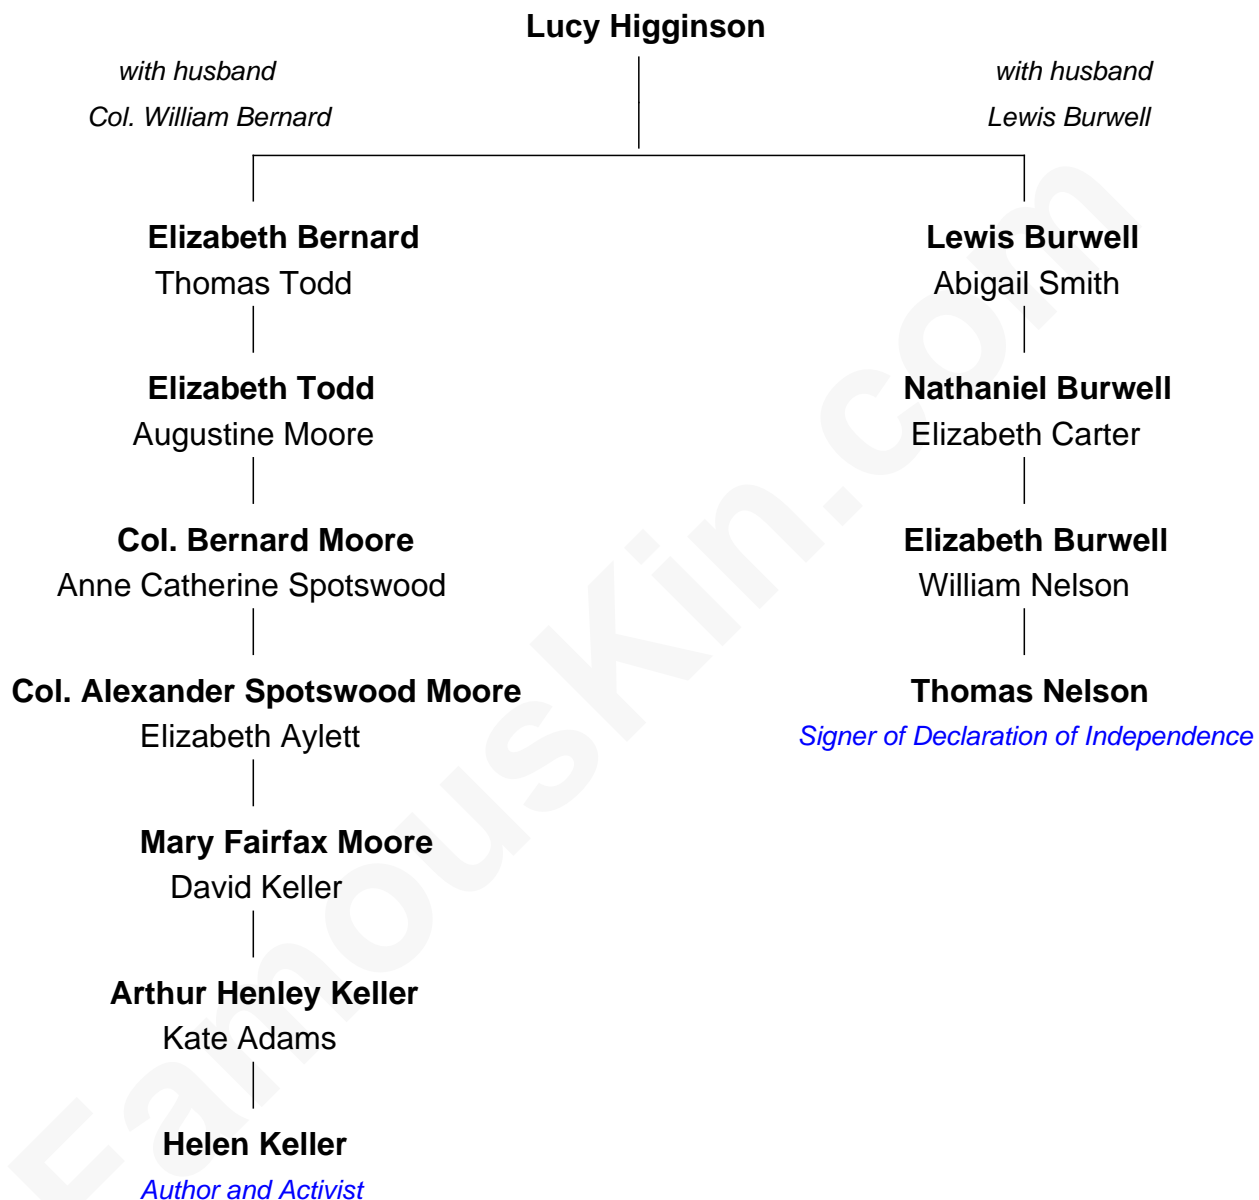 Lucy Higginson
with husband
Col. William Bernard
with husband
Lewis Burwell
Elizabeth Bernard
Thomas Todd
Elizabeth Todd
Augustine Moore
Col. Bernard Moore
Anne Catherine Spotswood
Col. Alexander Spotswood Moore
Elizabeth Aylett
Mary Fairfax Moore
David Keller
Arthur Henley Keller
Kate Adams
Helen Keller
Author and Activist
Lewis Burwell
Abigail Smith
Nathaniel Burwell
Elizabeth Carter
Elizabeth Burwell
William Nelson
Thomas Nelson
Signer of Declaration of Independence
FamousKin.com